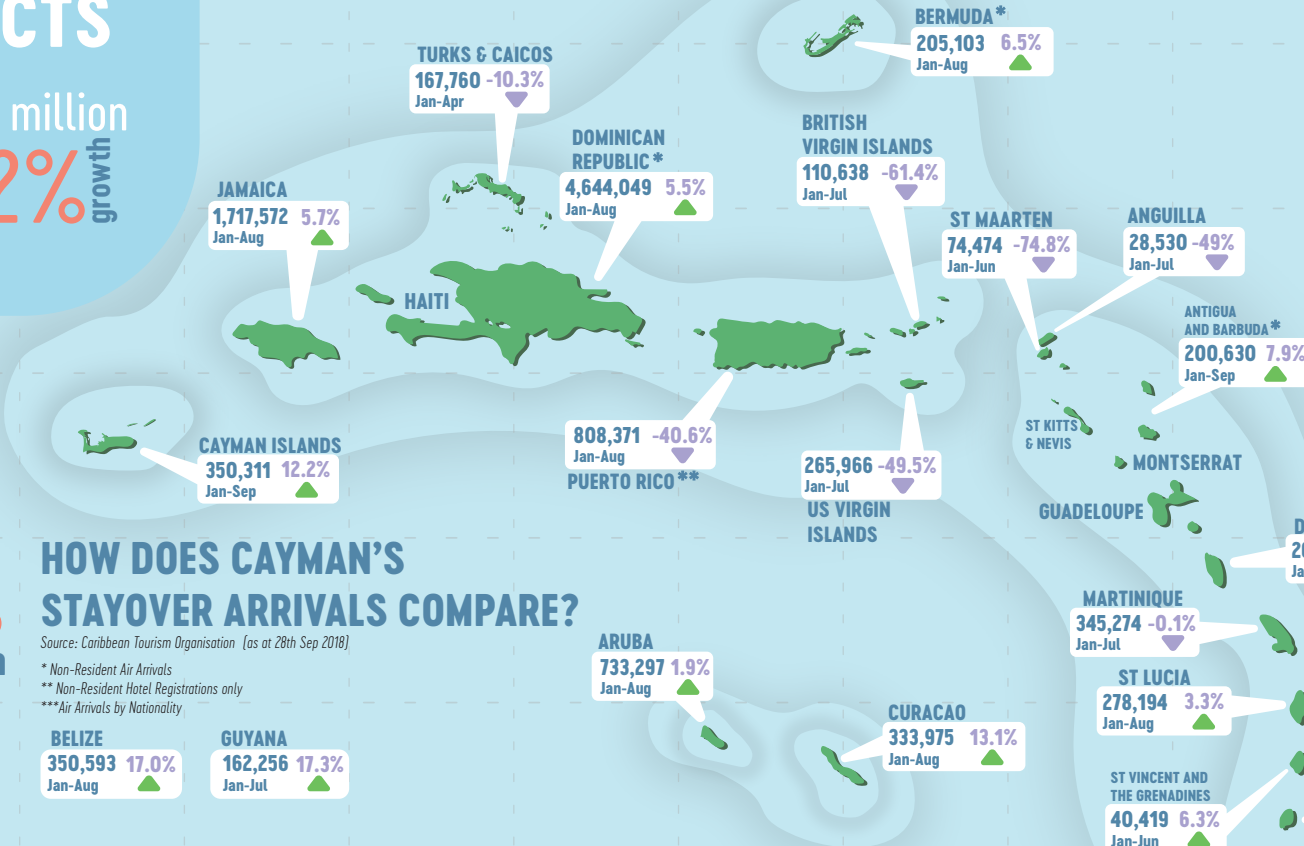 CTS
million
2%
growth
BERMUDA*
205,103 6.5%
Jan-Aug
TURKS & CAICOS
167,760 -10.3%
Jan-Apr
DOMINICAN
REPUBLIC*
4,644,049 5.5%
Jan-Aug
BRITISH
VIRGIN ISLANDS
110,638 -61.4%
Jan-Jul
JAMAICA
1,717,572 5.7%
Jan-Aug
ST MAARTEN
74,474 -74.8%
Jan-Jun
ANGUILLA
28,530 -49%
Jan-Jul
HAITI
ANTIGUA
AND BARBUDA*
200,630 7.9%
Jan-Sep
CAYMAN ISLANDS
350,311 12.2%
Jan-Sep
808,371 -40.6%
Jan-Aug
PUERTO RICO**
265,966 -49.5%
Jan-Jul
US VIRGIN
ISLANDS
ST KITTS
& NEVIS
MONTSERRAT
GUADELOUPE
HOW DOES CAYMAN'S
STAYOVER ARRIVALS COMPARE?
Source: Caribbean Tourism Organisation [as at 28th Sep 2018]
* Non-Resident Air Arrivals
** Non-Resident Hotel Registrations only
***Air Arrivals by Nationality
BELIZE
350,593 17.0%
Jan-Aug
GUYANA
162,256 17.3%
Jan-Jul
ARUBA
733,297 1.9%
Jan-Aug
CURACAO
333,975 13.1%
Jan-Aug
MARTINIQUE
345,274 -0.1%
Jan-Jul
ST LUCIA
278,194 3.3%
Jan-Aug
ST VINCENT AND
THE GRENADINES
40,419 6.3%
Jan-Jun